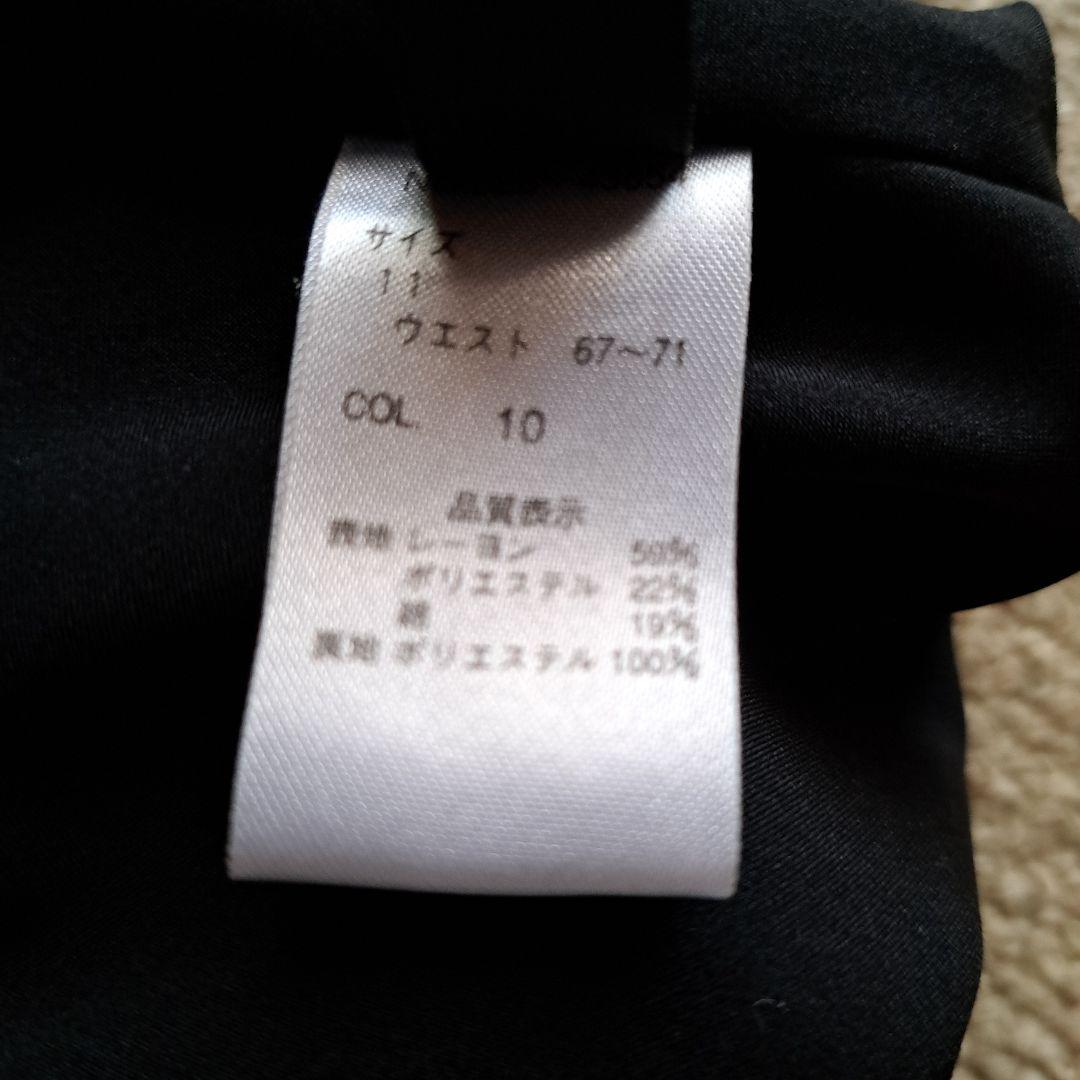 サイズ
11
ウエスト 67～71
COL. 10
品質表示
表地 レーヨン 59%
ポリエステル 22%
綿 19%
裏地 ポリエステル 100%